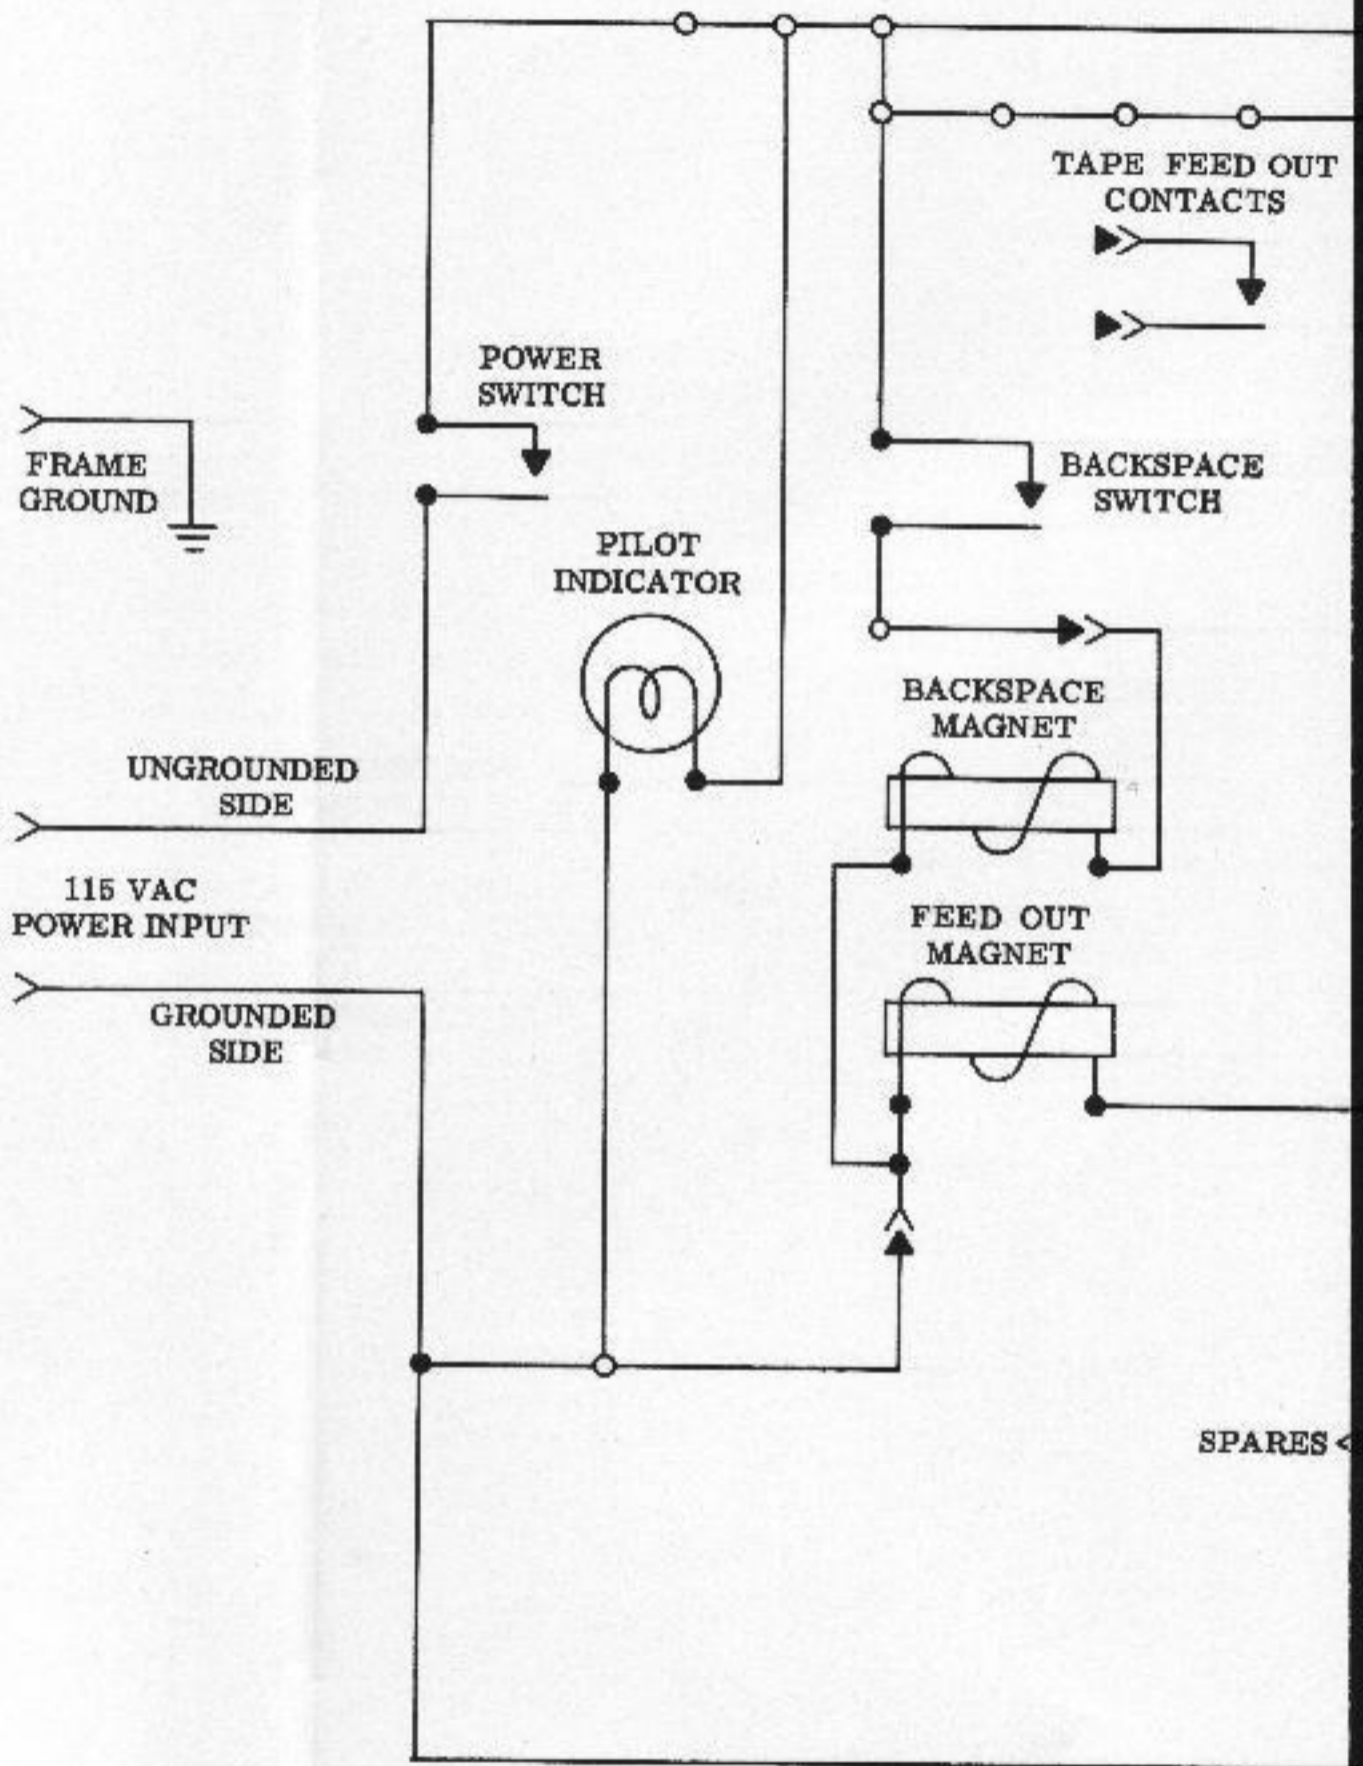 TAPE FEED OUT
CONTACTS
POWER
SWITCH
FRAME
GROUND
BACKSPACE
SWITCH
PILOT
INDICATOR
BACKSPACE
MAGNET
UNGROUNDED
SIDE
115 VAC
POWER INPUT
FEED OUT
MAGNET
GROUNDED
SIDE
SPARES